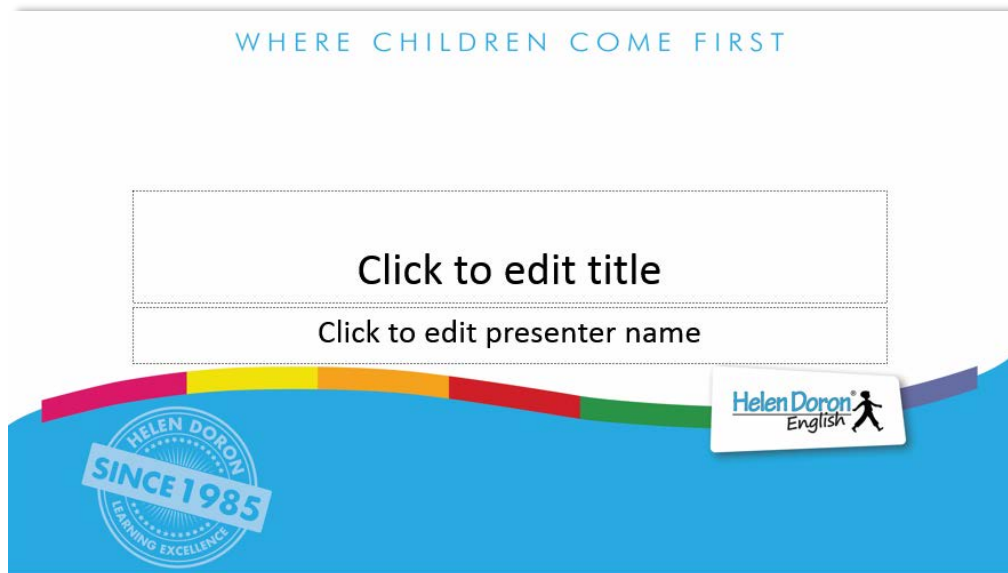 WHERE CHILDREN COME FIRST
Click to edit title
Click to edit presenter name
Helen Doron®
English
HELEN DORON
SINCE 1985
LEARNING EXCELLENCE